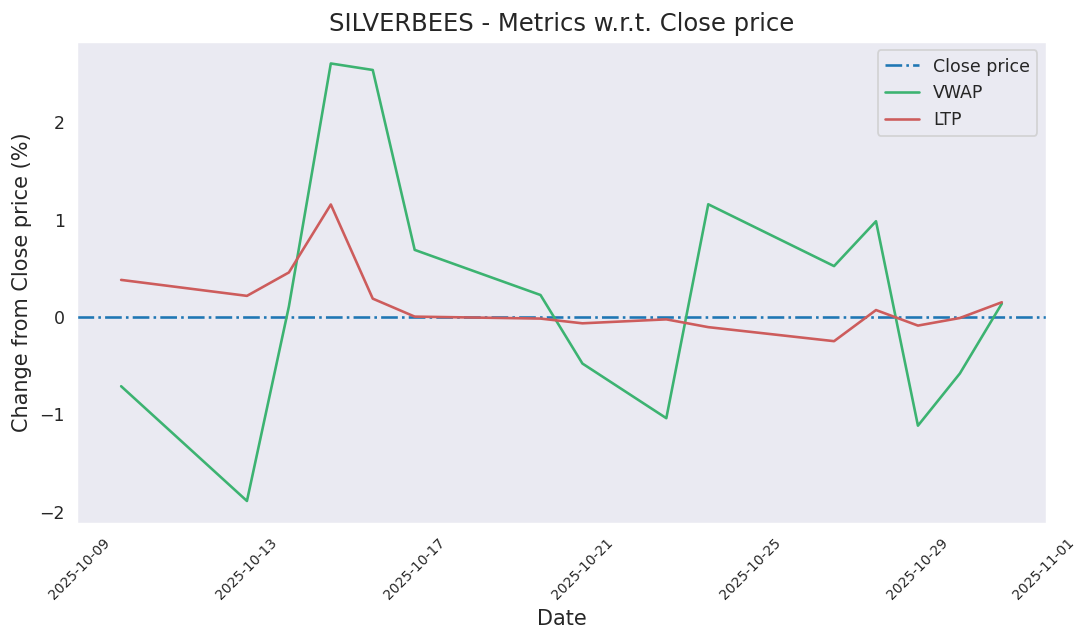 SILVERBEES - Metrics w.r.t. Close price
Change from Close price (%)
2
1
0
−1
−2
Close price
VWAP
LTP
2025-10-09
2025-10-13
2025-10-17
2025-10-21
2025-10-25
2025-10-29
2025-11-01
Date